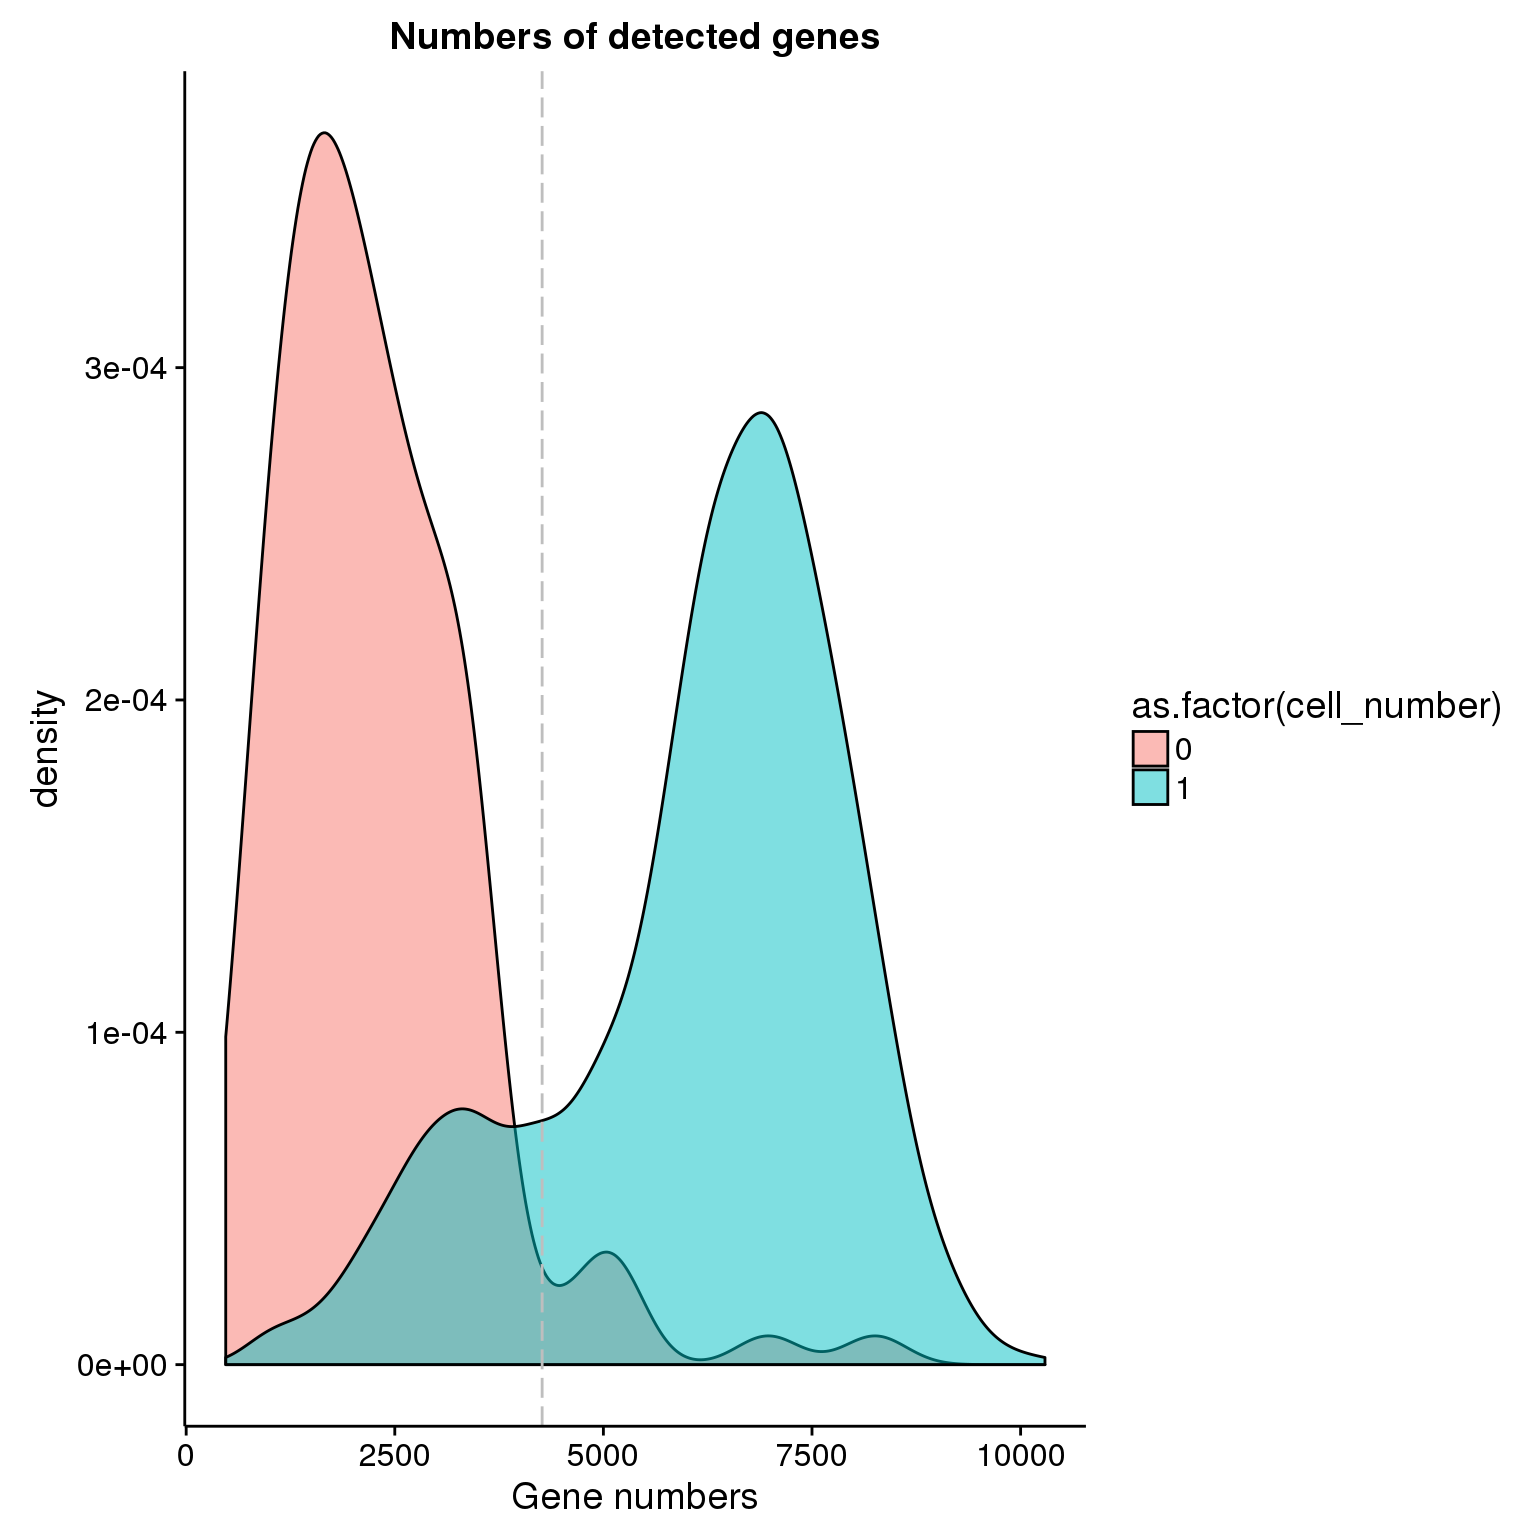 Numbers of detected genes
3e-04
2e-04
1e-04
0e+00
density
0
2500
5000
7500
10000
Gene numbers
as.factor(cell_number)
0
1